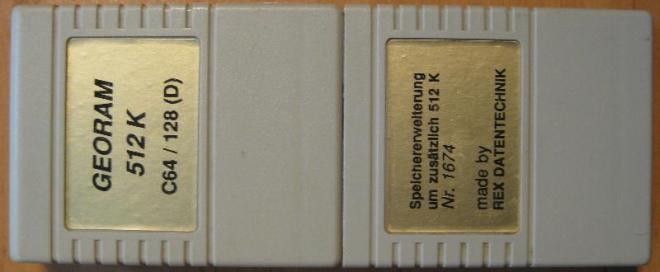 GEORAM
512 K
C64 / 128 (D)
Speichererweiterung
um zusätzlich 512 K
Nr. 1674
made by
REX DATENTECHNIK